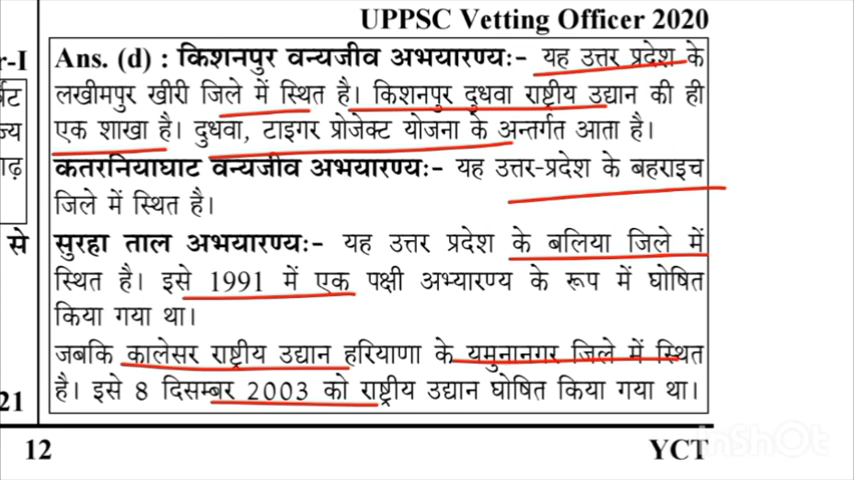 UPPSC Vetting Officer 2020
Ans. (d) : किशनपुर वन्यजीव अभयारण्यः- यह उत्तर प्रदेश के
लखीमपुर खीरी जिले में स्थित है। किशनपुर दुधवा राष्ट्रीय उद्यान की ही
एक शाखा है। दुधवा, टाइगर प्रोजेक्ट योजना के अन्तर्गत आता है।
कतरनियाघाट वन्यजीव अभयारण्यः- यह उत्तर-प्रदेश के बहराइच
जिले में स्थित है।
सुरहा ताल अभयारण्यः- यह उत्तर प्रदेश के बलिया जिले में
स्थित है। इसे 1991 में एक पक्षी अभ्यारण्य के रूप में घोषित
किया गया था।
जबकि कालेसर राष्ट्रीय उद्यान हरियाणा के यमुनानगर जिले में स्थित
है। इसे 8 दिसम्बर 2003 को राष्ट्रीय उद्यान घोषित किया गया था।
r-I
से
21
12
YCT
InShOt